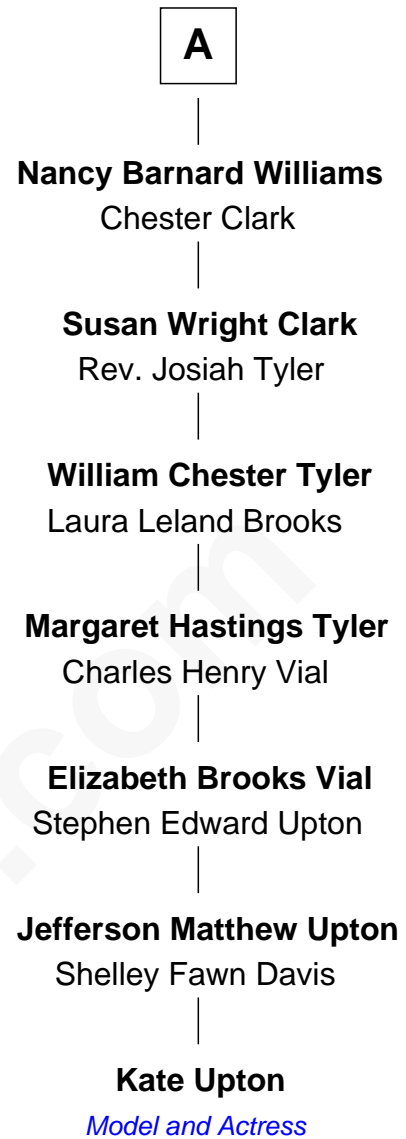 A
Nancy Barnard Williams
Chester Clark
Susan Wright Clark
Rev. Josiah Tyler
William Chester Tyler
Laura Leland Brooks
Margaret Hastings Tyler
Charles Henry Vial
Elizabeth Brooks Vial
Stephen Edward Upton
Jefferson Matthew Upton
Shelley Fawn Davis
Kate Upton
Model and Actress
.com